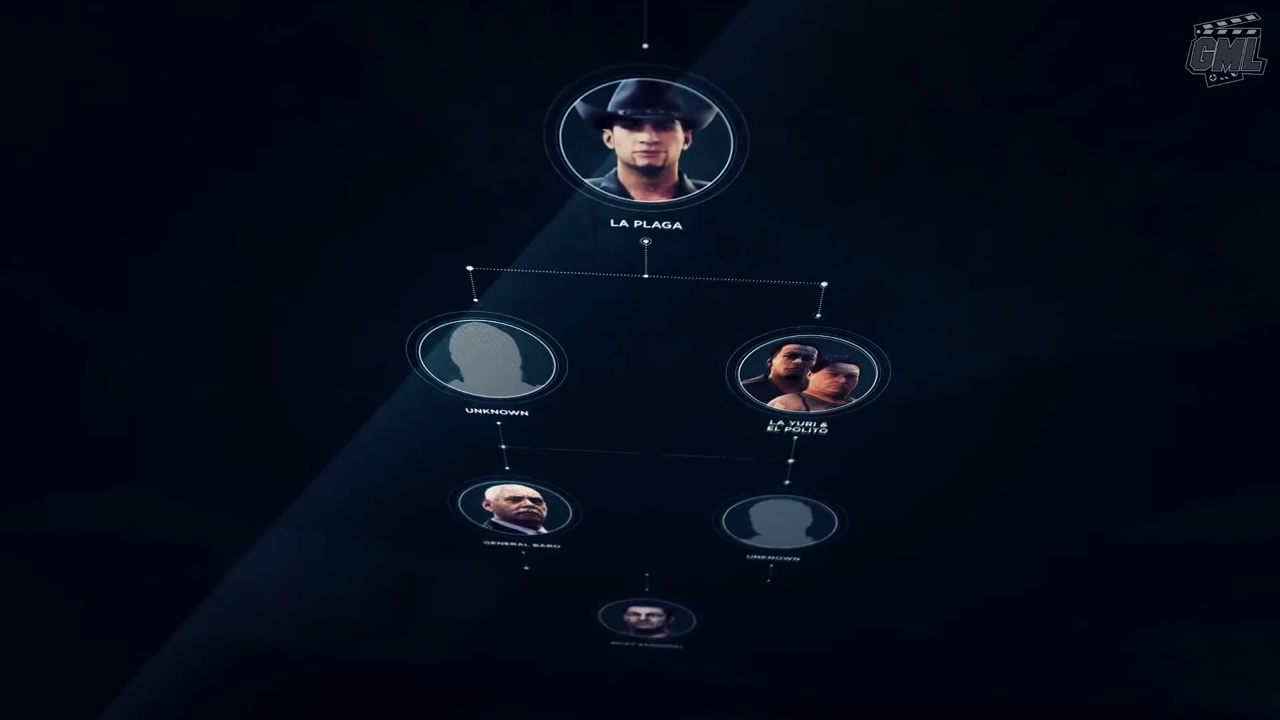 GML
LA PLAGA
UNKNOWN
LA YURI &
EL POLITO
GENERAL BARO
UNKNOWN